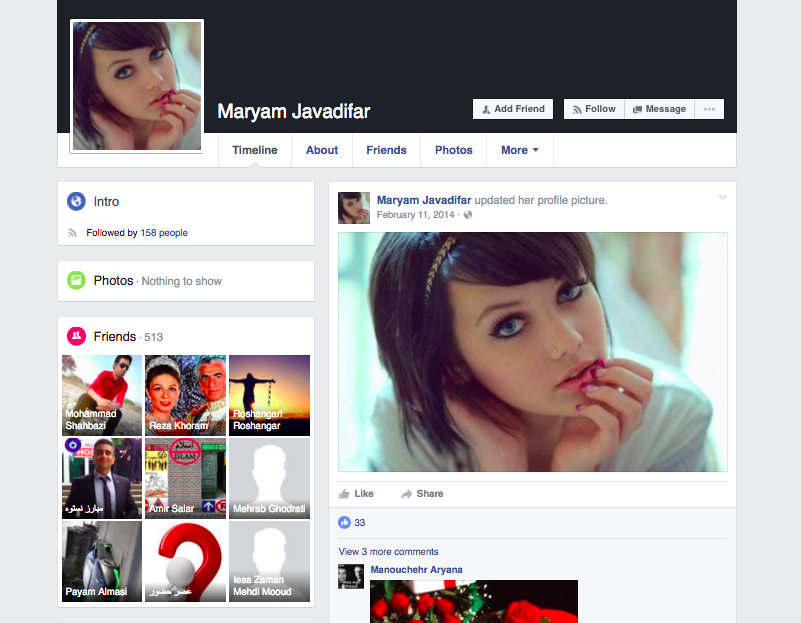 Maryam Javadifar
Add Friend
Follow
Message
Timeline
About
Friends
Photos
More
Intro
Followed by 158 people
Photos · Nothing to show
Friends · 513
Mohammad
Shahbazi
Reza Khoram
Roshangari
Roshangar
مبارز نستوه
ISLAM
Amir Salar
Mehrab Ghodrati
Payam Almasi
عصر حضور
Iesa Zaman
Mehdi Mooud
Maryam Javadifar updated her profile picture.
February 11, 2014 ·
Like
Share
33
View 3 more comments
Manouchehr Aryana